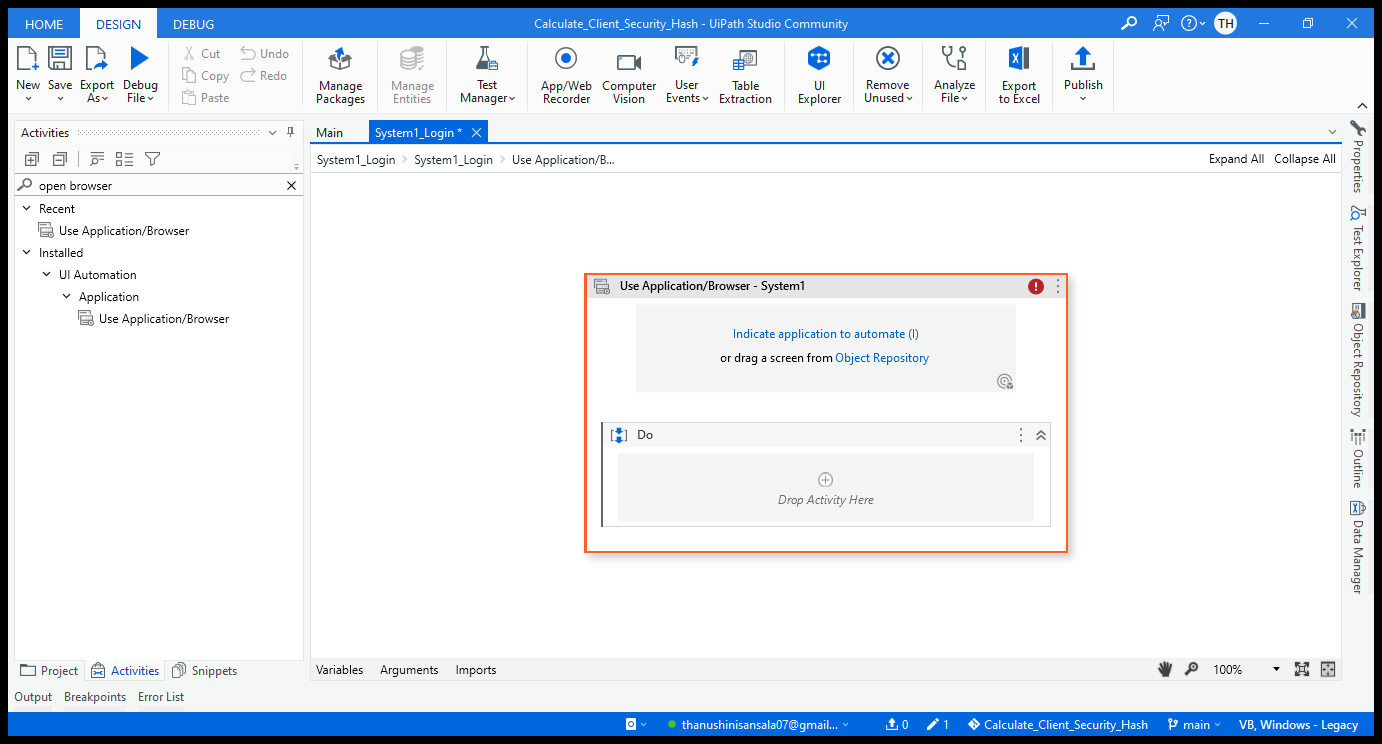 HOME DESIGN DEBUG Calculate_Client_Security_Hash - UiPath Studio Community TH
New
Save
Export As
Debug File
Cut
Copy
Paste
Undo
Redo
Manage Packages
Manage Entities
Test Manager
App/Web Recorder
Computer Vision
User Events
Table Extraction
UI Explorer
Remove Unused
Analyze File
Export to Excel
Publish
Activities
open browser
Recent
Use Application/Browser
Installed
UI Automation
Application
Use Application/Browser
Main System1_Login *
System1_Login System1_Login Use Application/B... Expand All Collapse All
Use Application/Browser - System1
Indicate application to automate (I)
or drag a screen from Object Repository
Do
Drop Activity Here
Properties
Test Explorer
Object Repository
Outline
Data Manager
Project Activities Snippets
Variables Arguments Imports 100%
Output Breakpoints Error List
thanushinisansala07@gmail... 0 1 Calculate_Client_Security_Hash main VB, Windows - Legacy